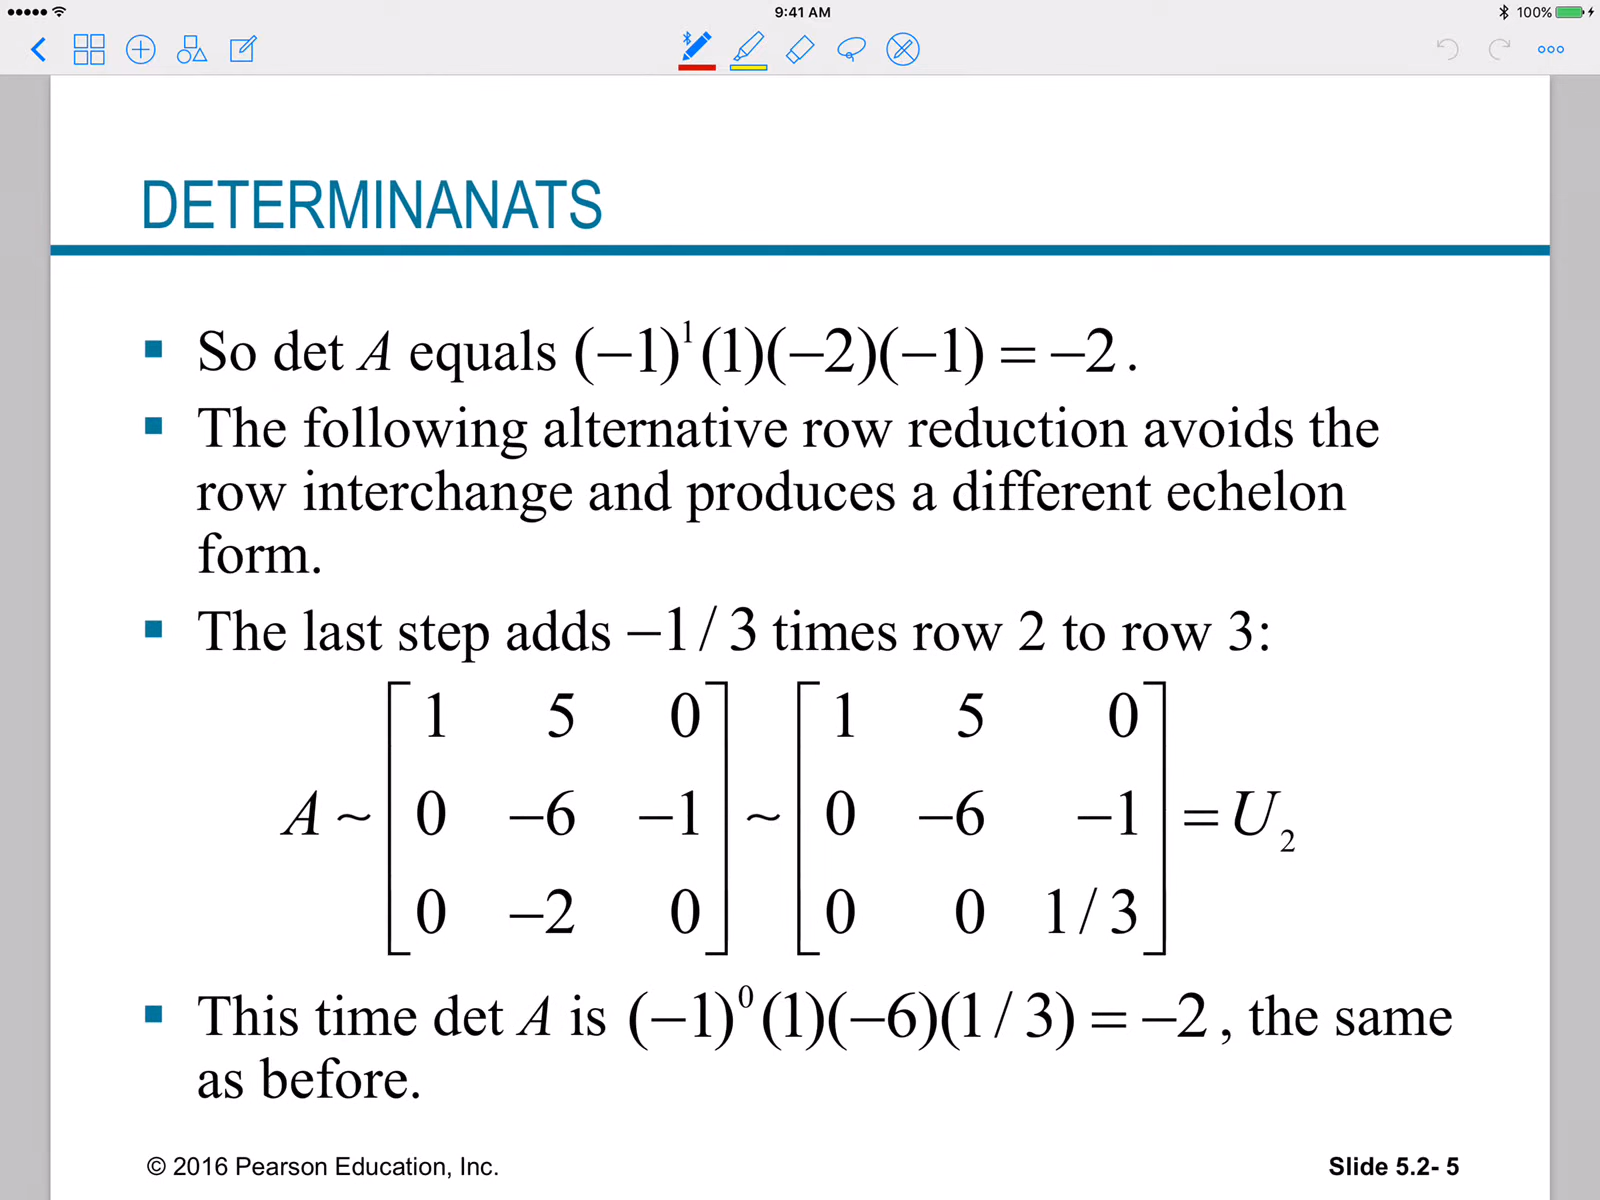 9:41 AM
100%
DETERMINANATS
▪ So det A equals (−1)¹(1)(−2)(−1) = −2.
▪ The following alternative row reduction avoids the
row interchange and produces a different echelon
form.
▪ The last step adds −1/3 times row 2 to row 3:
A ~ [1 5 0; 0 −6 −1; 0 −2 0] ~ [1 5 0; 0 −6 −1; 0 0 1/3] = U₂
▪ This time det A is (−1)⁰(1)(−6)(1/3) = −2, the same
as before.
© 2016 Pearson Education, Inc.
Slide 5.2- 5